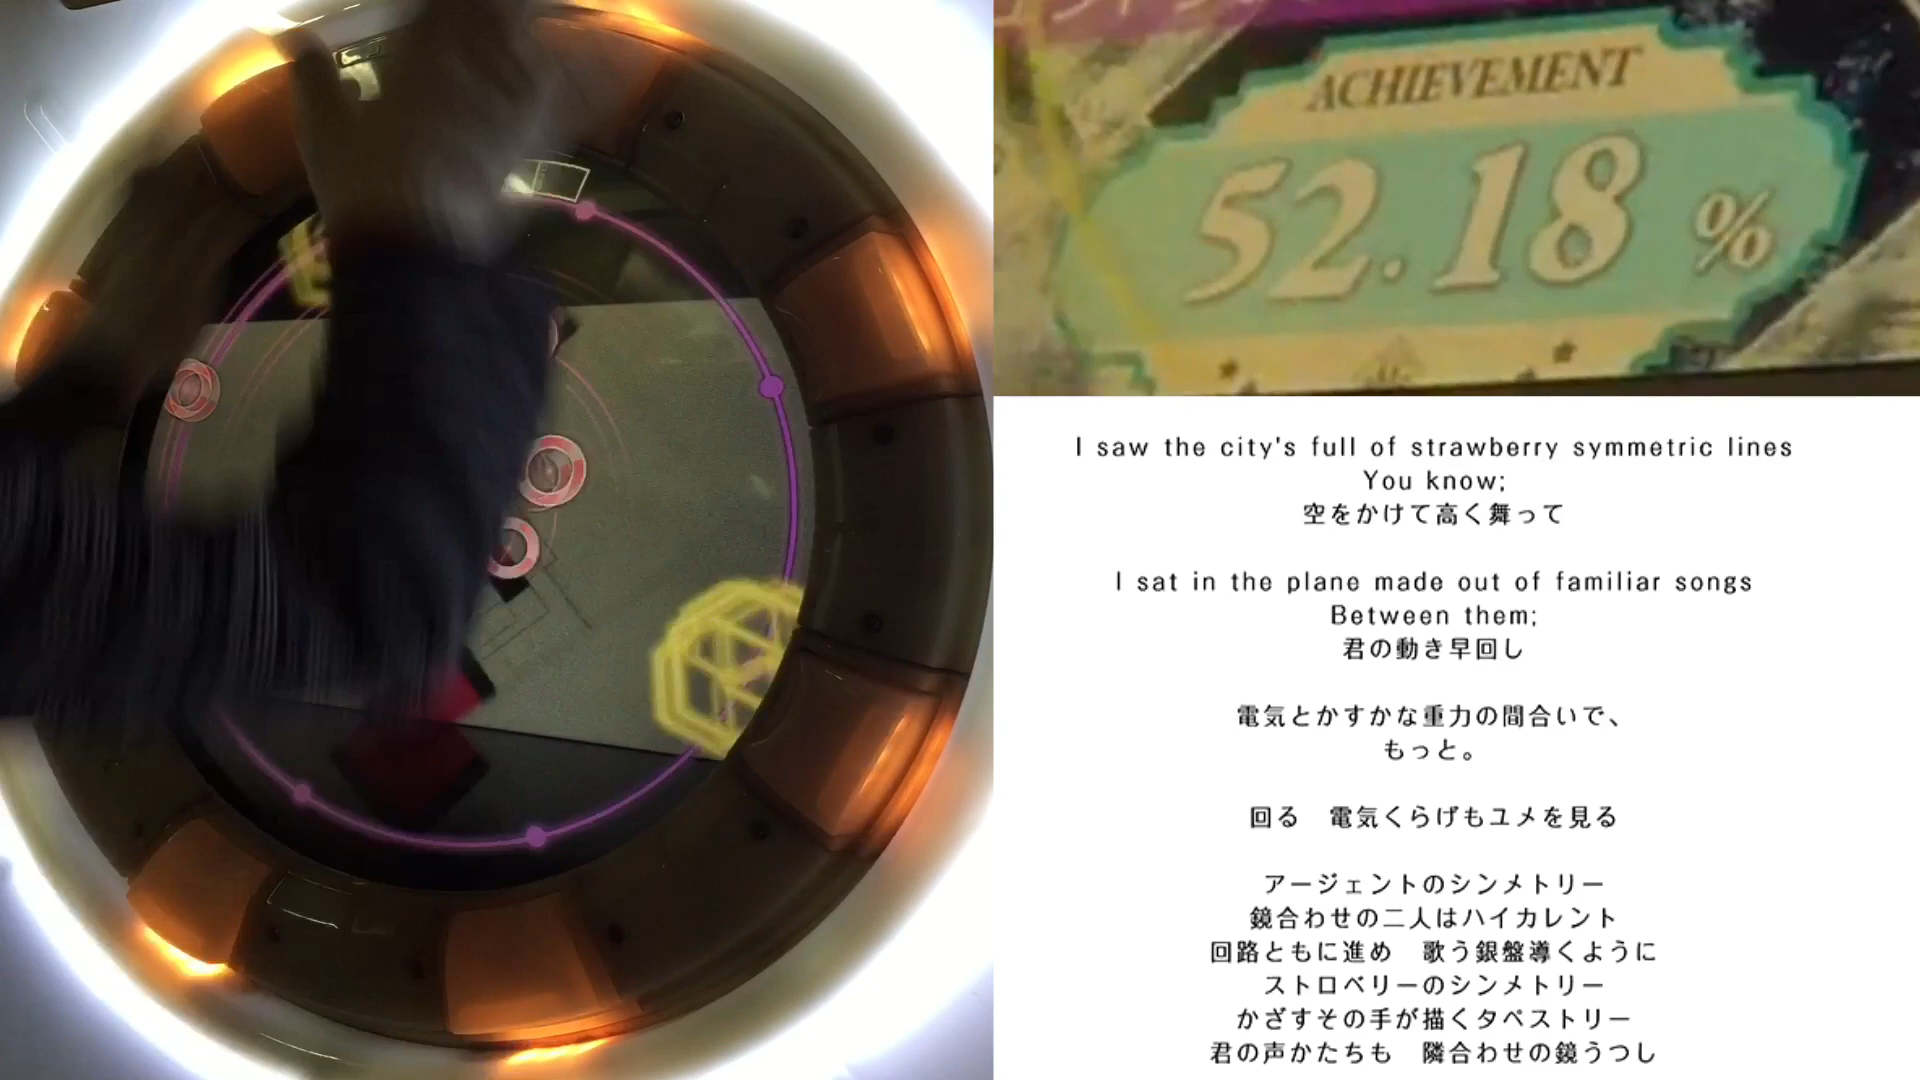 ACHIEVEMENT
52.18 %
I saw the city's full of strawberry symmetric lines
You know;
空をかけて高く舞って
I sat in the plane made out of familiar songs
Between them;
君の動き早回し
電気とかすかな重力の間合いで、
もっと。
回る　電気くらげもユメを見る
アージェントのシンメトリー
鏡合わせの二人はハイカレント
回路ともに進め　歌う銀盤導くように
ストロベリーのシンメトリー
かざすその手が描くタペストリー
君の声かたちも　隣合わせの鏡うつし